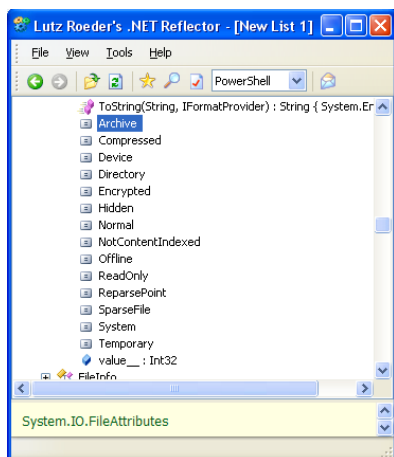 Lutz Roeder's .NET Reflector - [New List 1]
File View Tools Help
PowerShell
ToString(String, IFormatProvider) : String { System.Er
Archive
Compressed
Device
Directory
Encrypted
Hidden
Normal
NotContentIndexed
Offline
ReadOnly
ReparsePoint
SparseFile
System
Temporary
value__ : Int32
FileInfo
System.IO.FileAttributes